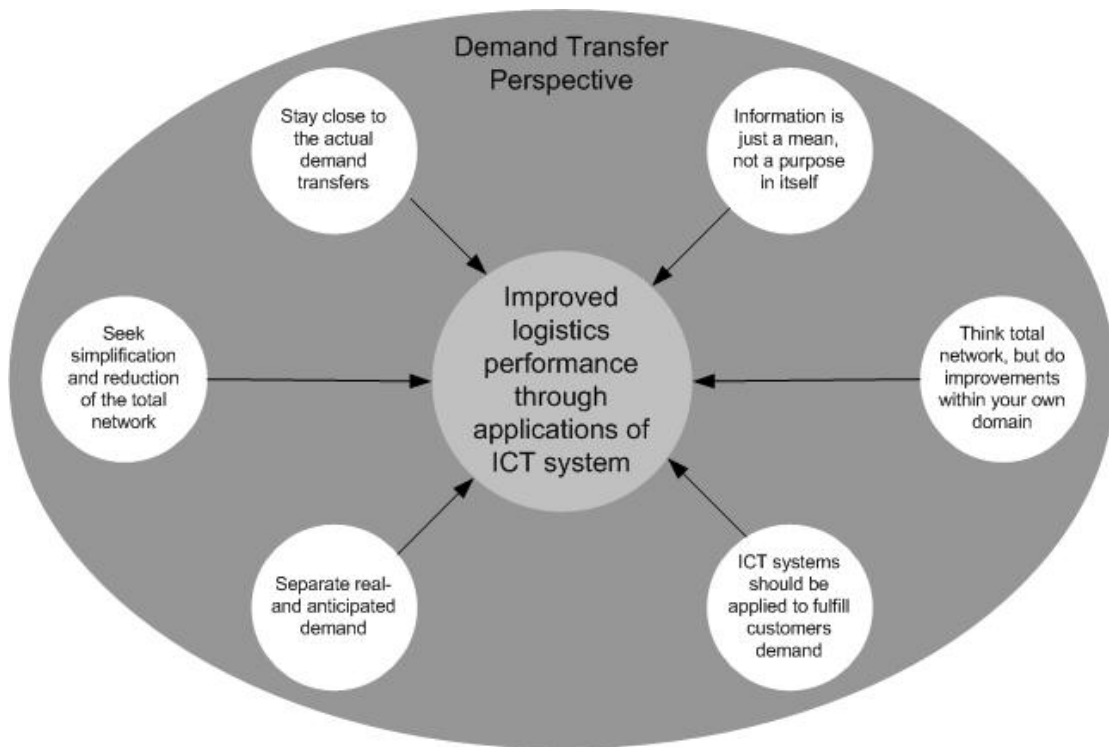 Demand Transfer
Perspective
Stay close to
the actual
demand
transfers
Information is
just a mean,
not a purpose
in itself
Seek
simplification
and reduction
of the total
network
Improved
logistics
performance
through
applications of
ICT system
Think total
network, but do
improvements
within your own
domain
Separate real-
and anticipated
demand
ICT systems
should be
applied to fulfill
customers
demand